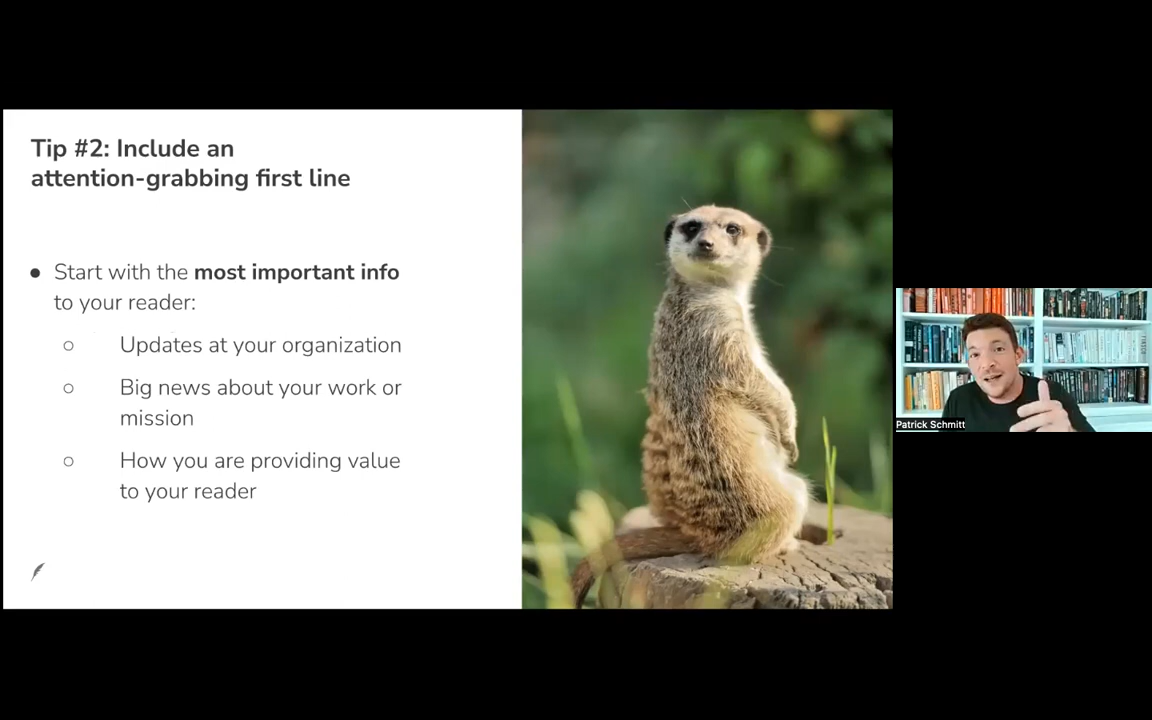 Tip #2: Include an
attention-grabbing first line
● Start with the most important info
to your reader:
○ Updates at your organization
○ Big news about your work or
mission
○ How you are providing value
to your reader
Patrick Schmitt